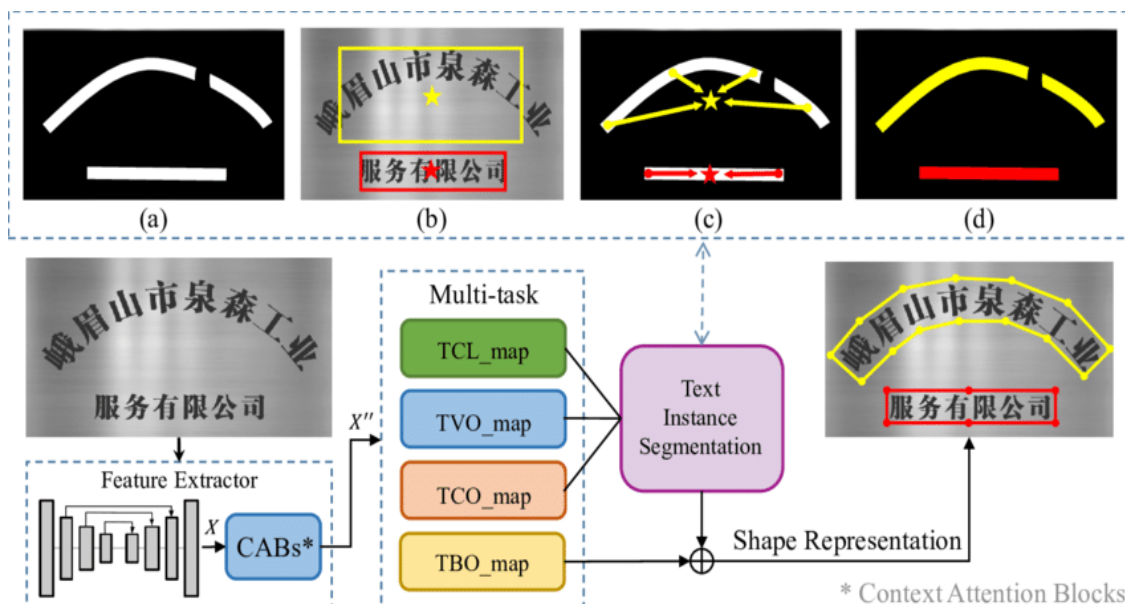 峨眉山市泉森工业
服务有限公司
(a)
(b)
(c)
(d)
峨眉山市泉森工业
服务有限公司
Feature Extractor
X
CABs*
X''
Multi-task
TCL_map
TVO_map
TCO_map
TBO_map
Text
Instance
Segmentation
Shape Representation
峨眉山市泉森工业
服务有限公司
* Context Attention Blocks